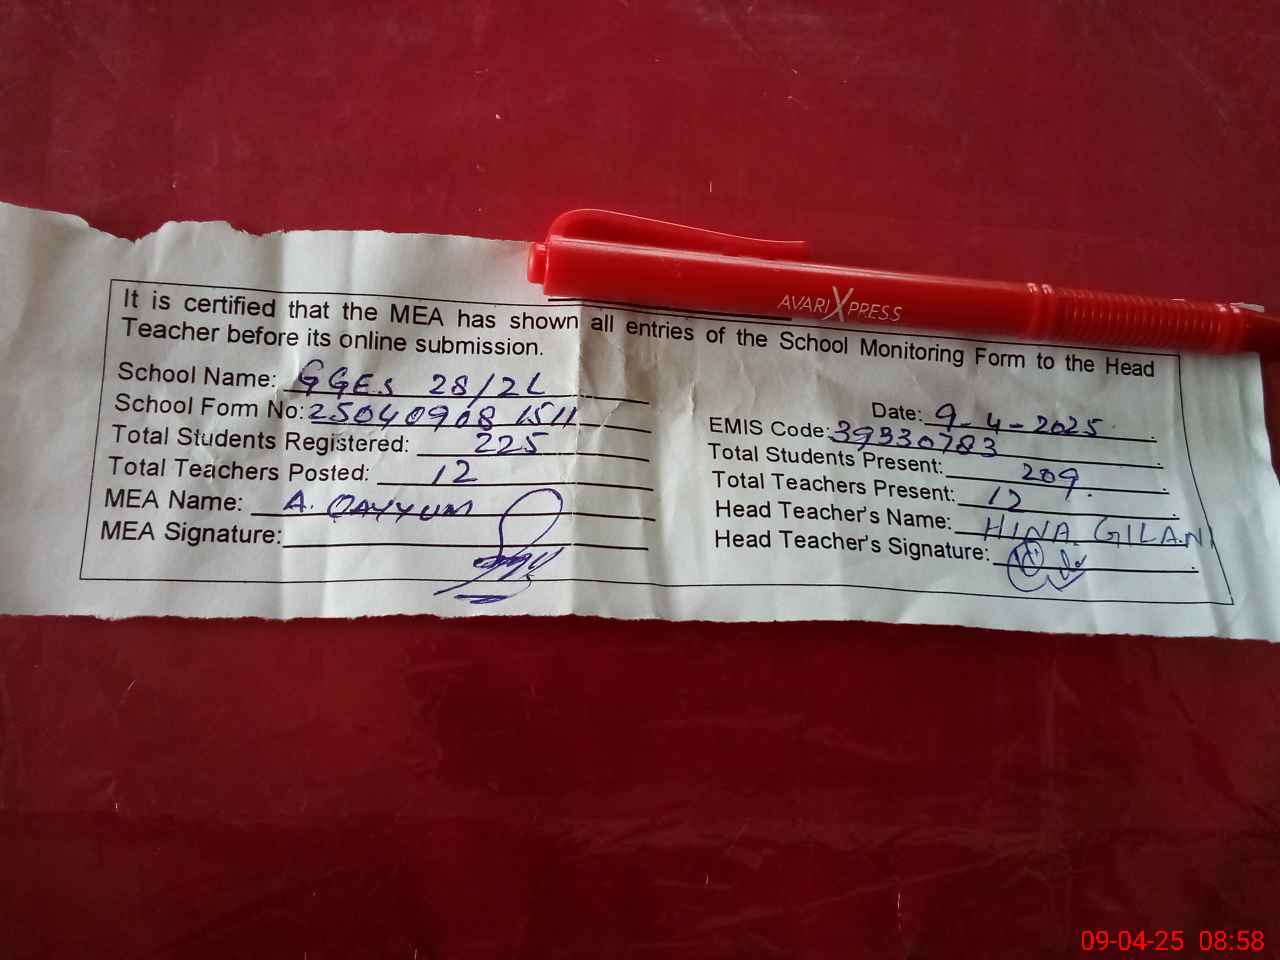 AVARI XPRESS
It is certified that the MEA has shown all entries of the School Monitoring Form to the Head
Teacher before its online submission.
School Name: GGES 28/2L
Date: 9-4-2025
School Form No: 25040908 1511
EMIS Code: 39330783
Total Students Registered: 225
Total Students Present: 209
Total Teachers Posted: 12
Total Teachers Present: 12
MEA Name: A. QAYYUM
Head Teacher's Name: HINA GILANI
MEA Signature:
Head Teacher's Signature:
09-04-25 08:58